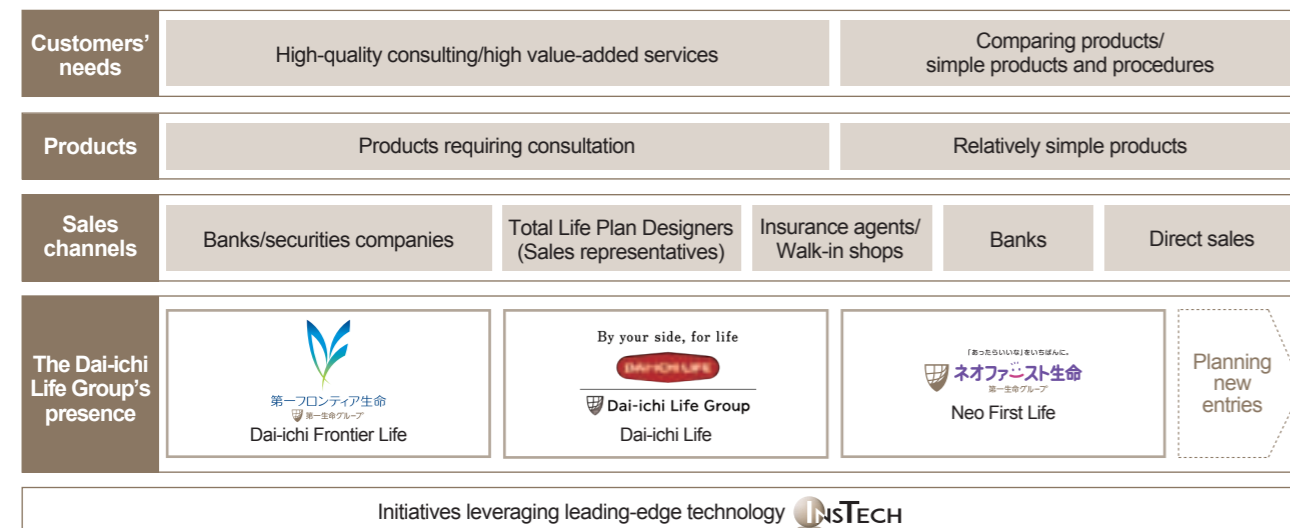 Customers'
needs
High-quality consulting/high value-added services
Comparing products/
simple products and procedures
Products
Products requiring consultation
Relatively simple products
Sales
channels
Banks/securities companies
Total Life Plan Designers
(Sales representatives)
Insurance agents/
Walk-in shops
Banks
Direct sales
The Dai-ichi
Life Group's
presence
第一フロンティア生命
第一生命グループ
Dai-ichi Frontier Life
By your side, for life
DAI-ICHI LIFE
Dai-ichi Life Group
Dai-ichi Life
「あったらいいな」をいちばんに。
ネオファースト生命
第一生命グループ
Neo First Life
Planning
new
entries
Initiatives leveraging leading-edge technology INSTECH